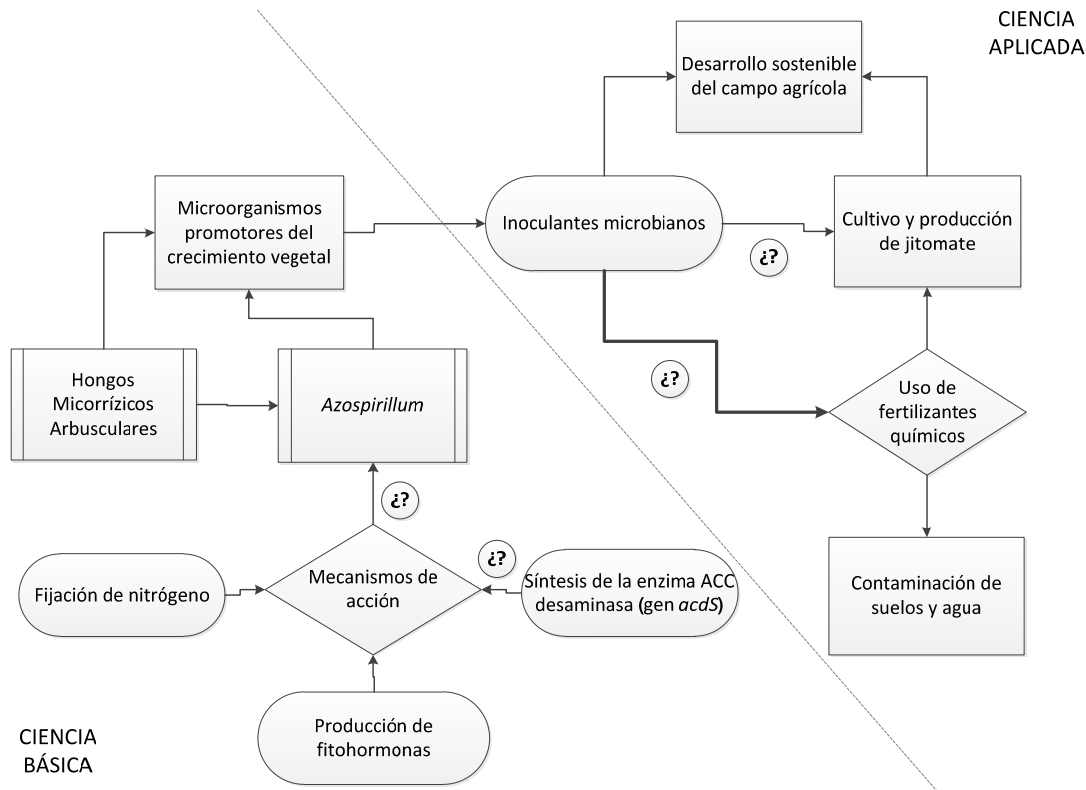 CIENCIA
APLICADA
Desarrollo sostenible
del campo agrícola
Microorganismos
promotores del
crecimiento vegetal
Inoculantes microbianos
¿?
Cultivo y producción
de jitomate
Hongos
Micorrízicos
Arbusculares
Azospirillum
¿?
Uso de
fertilizantes
químicos
¿?
Fijación de nitrógeno
Mecanismos de
acción
¿?
Síntesis de la enzima ACC
desaminasa (gen acdS)
Contaminación de
suelos y agua
Producción de
fitohormonas
CIENCIA
BÁSICA